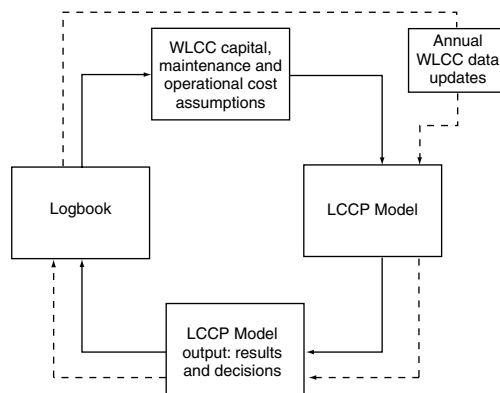 WLCC capital,
maintenance and
operational cost
assumptions
Annual
WLCC data
updates
Logbook
LCCP Model
LCCP Model
output: results
and decisions